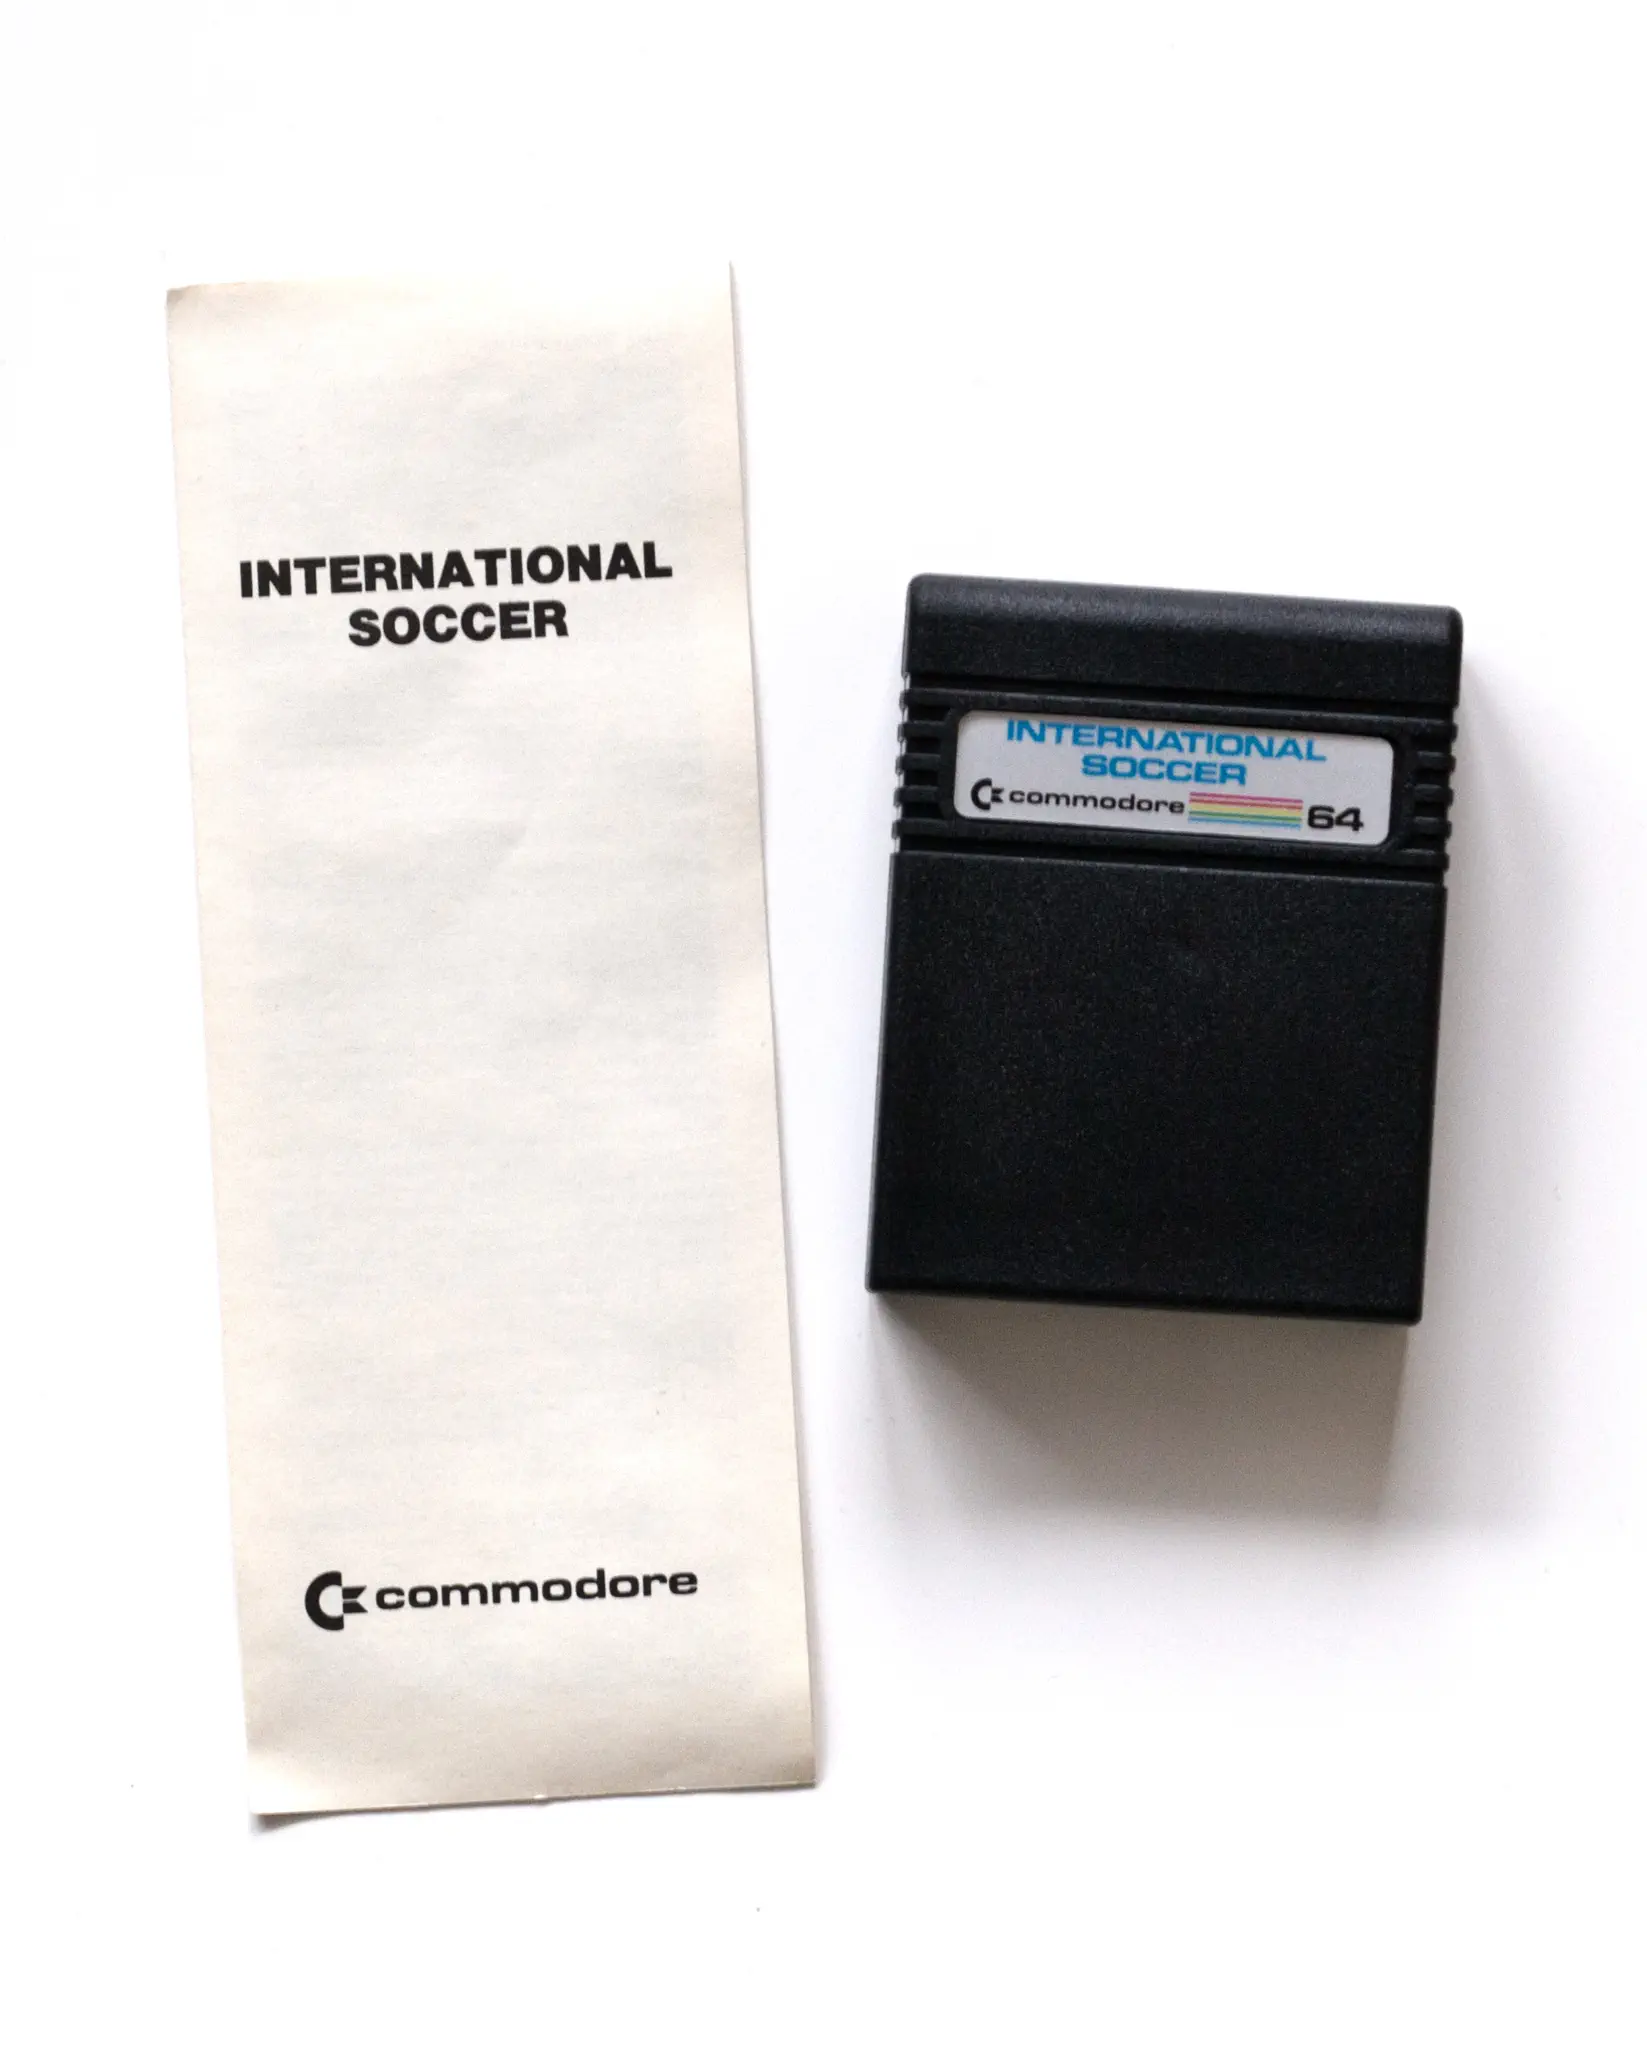 INTERNATIONAL
SOCCER
commodore
INTERNATIONAL
SOCCER
commodore 64